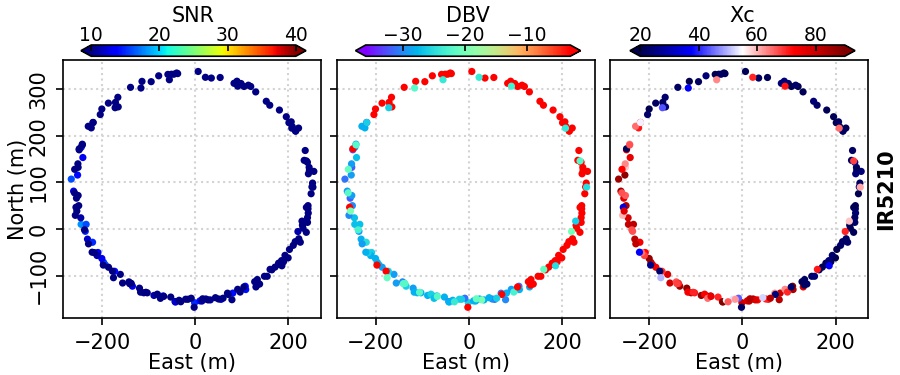 SNR
DBV
Xc
10 20 30 40
−30 −20 −10
20 40 60 80
North (m)
300
200
100
0
−100
−200 0 200
−200 0 200
−200 0 200
East (m)
East (m)
East (m)
IR5210